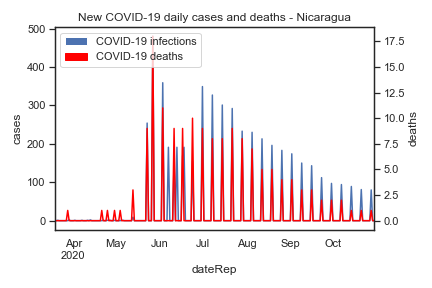 New COVID-19 daily cases and deaths - Nicaragua
COVID-19 infections
COVID-19 deaths
500
400
300
200
100
0
cases
17.5
15.0
12.5
10.0
7.5
5.0
2.5
0.0
deaths
Apr May Jun Jul Aug Sep Oct
2020
dateRep